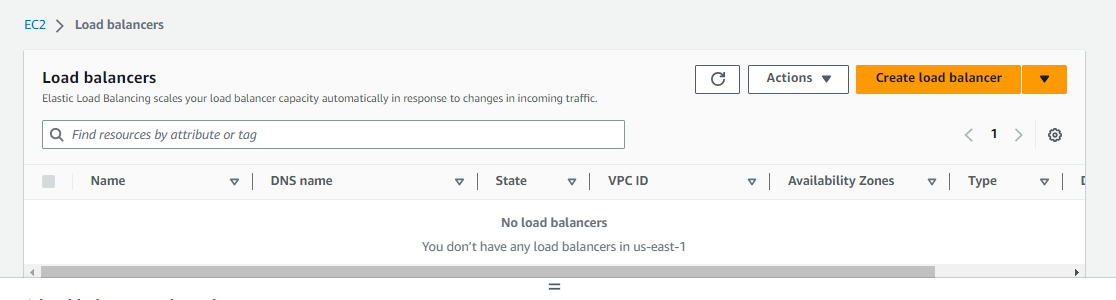 EC2 > Load balancers
Load balancers
Actions
Create load balancer
Elastic Load Balancing scales your load balancer capacity automatically in response to changes in incoming traffic.
Find resources by attribute or tag
1
Name DNS name State VPC ID Availability Zones Type
No load balancers
You don't have any load balancers in us-east-1